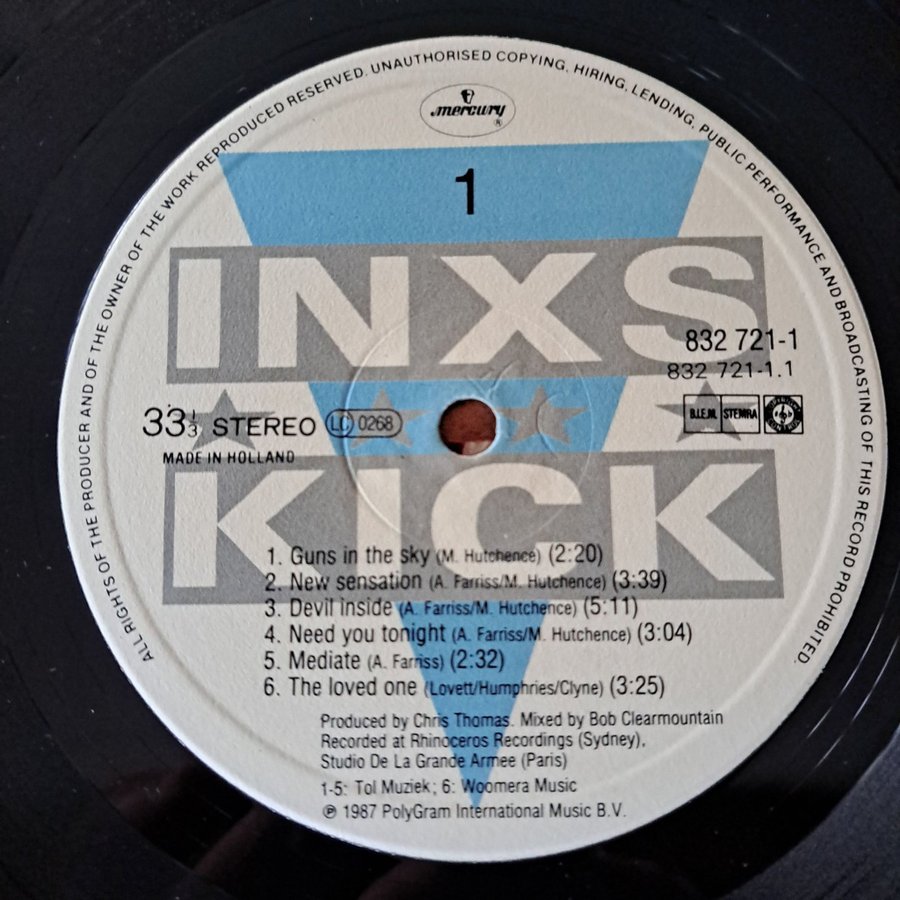 ALL RIGHTS OF THE PRODUCER AND OF THE OWNER OF THE WORK REPRODUCED RESERVED. UNAUTHORISED COPYING, HIRING, LENDING, PUBLIC PERFORMANCE AND BROADCASTING OF THIS RECORD PROHIBITED.
mercury ®
1
INXS
832 721-1
832 721-1.1
33 1/3 STEREO LC 0268
B.I.E.M. STEMRA
MADE IN HOLLAND
KICK
1. Guns in the sky (M. Hutchence) (2:20)
2. New sensation (A. Farriss/M. Hutchence) (3:39)
3. Devil inside (A. Farriss/M. Hutchence) (5:11)
4. Need you tonight (A. Farriss/M. Hutchence) (3:04)
5. Mediate (A. Farriss) (2:32)
6. The loved one (Lovett/Humphries/Clyne) (3:25)
Produced by Chris Thomas. Mixed by Bob Clearmountain
Recorded at Rhinoceros Recordings (Sydney),
Studio De La Grande Armee (Paris)
1-5: Tol Muziek; 6: Woomera Music
℗ 1987 PolyGram International Music B.V.